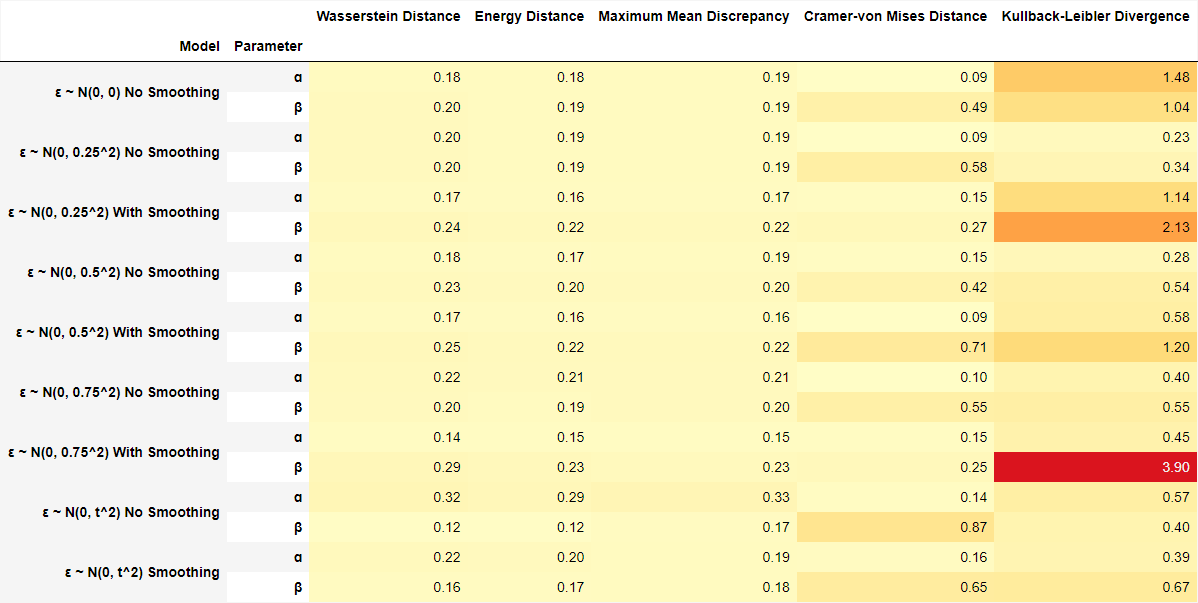 Wasserstein Distance Energy Distance Maximum Mean Discrepancy Cramer-von Mises Distance Kullback-Leibler Divergence
Model Parameter
ε ~ N(0, 0) No Smoothing α 0.18 0.18 0.19 0.09 1.48
β 0.20 0.19 0.19 0.49 1.04
ε ~ N(0, 0.25^2) No Smoothing α 0.20 0.19 0.19 0.09 0.23
β 0.20 0.19 0.19 0.58 0.34
ε ~ N(0, 0.25^2) With Smoothing α 0.17 0.16 0.17 0.15 1.14
β 0.24 0.22 0.22 0.27 2.13
ε ~ N(0, 0.5^2) No Smoothing α 0.18 0.17 0.19 0.15 0.28
β 0.23 0.20 0.20 0.42 0.54
ε ~ N(0, 0.5^2) With Smoothing α 0.17 0.16 0.16 0.09 0.58
β 0.25 0.22 0.22 0.71 1.20
ε ~ N(0, 0.75^2) No Smoothing α 0.22 0.21 0.21 0.10 0.40
β 0.20 0.19 0.20 0.55 0.55
ε ~ N(0, 0.75^2) With Smoothing α 0.14 0.15 0.15 0.15 0.45
β 0.29 0.23 0.23 0.25 3.90
ε ~ N(0, t^2) No Smoothing α 0.32 0.29 0.33 0.14 0.57
β 0.12 0.12 0.17 0.87 0.40
ε ~ N(0, t^2) Smoothing α 0.22 0.20 0.19 0.16 0.39
β 0.16 0.17 0.18 0.65 0.67